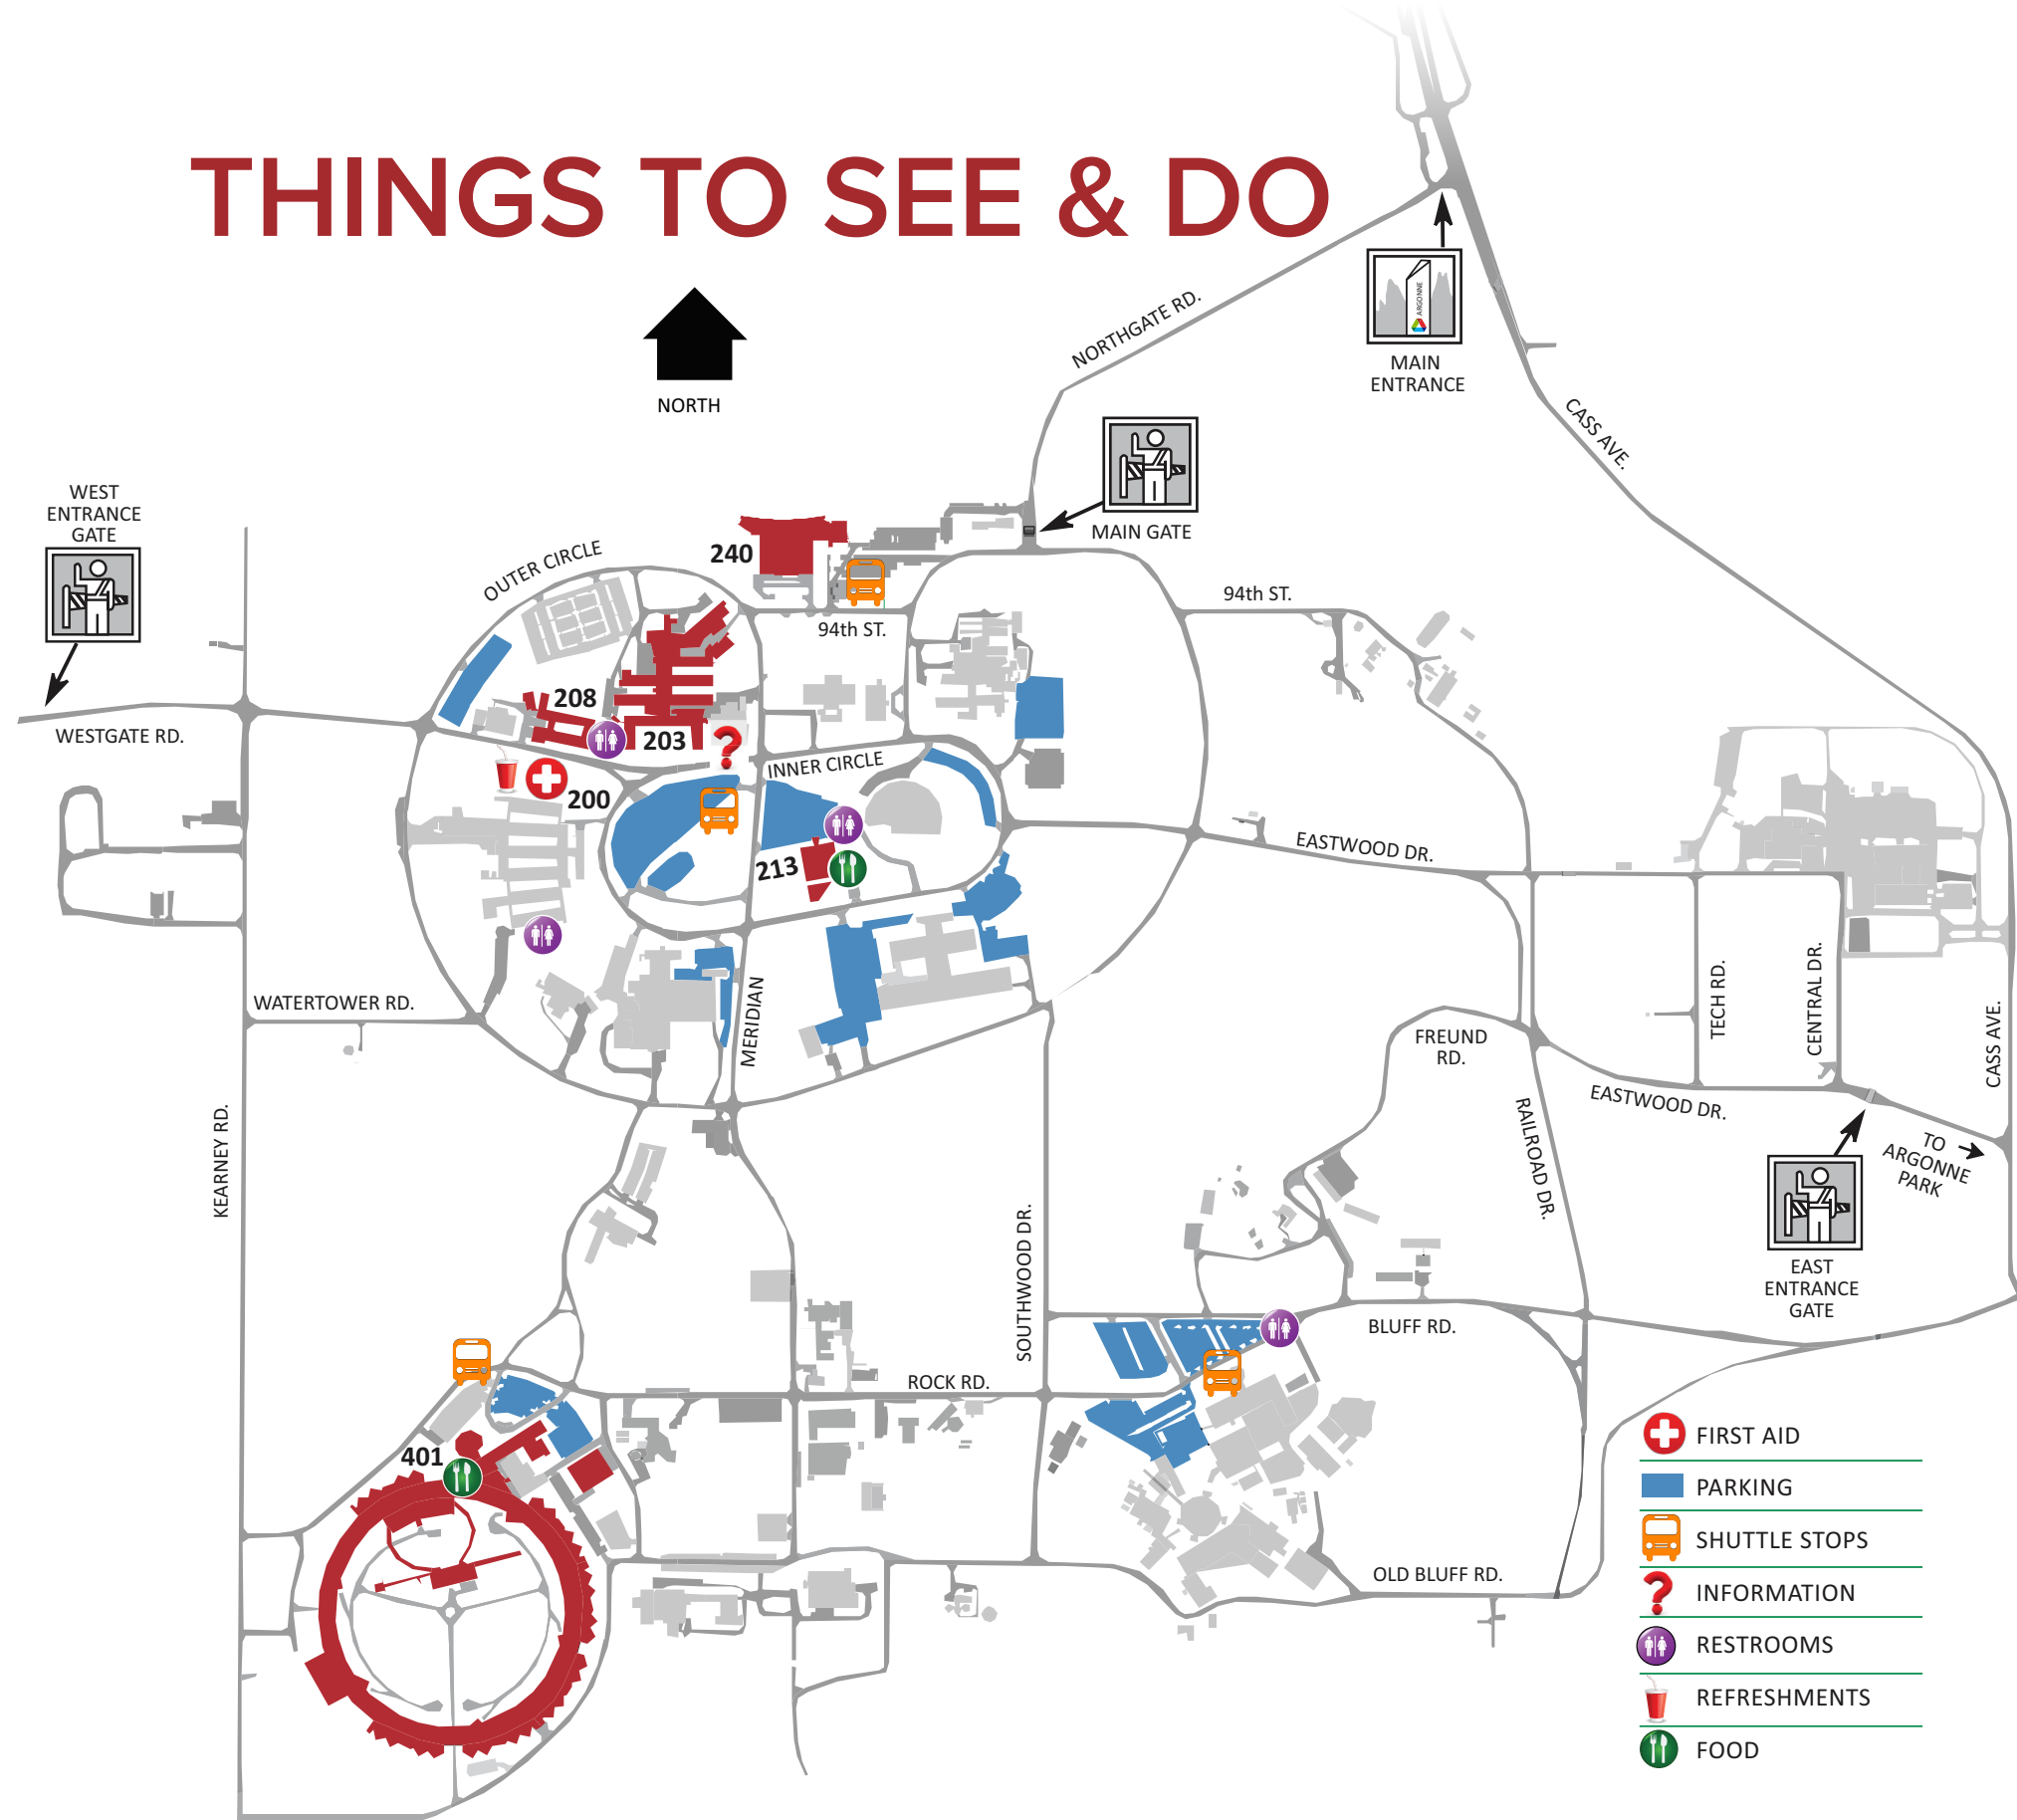 THINGS TO SEE & DO
NORTH
NORTHGATE RD.
ARGONNE
MAIN
ENTRANCE
CASS AVE.
MAIN GATE
WEST
ENTRANCE
GATE
OUTER CIRCLE
240
94th ST.
94th ST.
208
203
WESTGATE RD.
INNER CIRCLE
200
213
EASTWOOD DR.
WATERTOWER RD.
MERIDIAN
TECH RD.
CENTRAL DR.
CASS AVE.
FREUND
RD.
EASTWOOD DR.
RAILROAD DR.
TO
ARGONNE
PARK
KEARNEY RD.
SOUTHWOOD DR.
EAST
ENTRANCE
GATE
BLUFF RD.
ROCK RD.
401
OLD BLUFF RD.
FIRST AID
PARKING
SHUTTLE STOPS
INFORMATION
RESTROOMS
REFRESHMENTS
FOOD